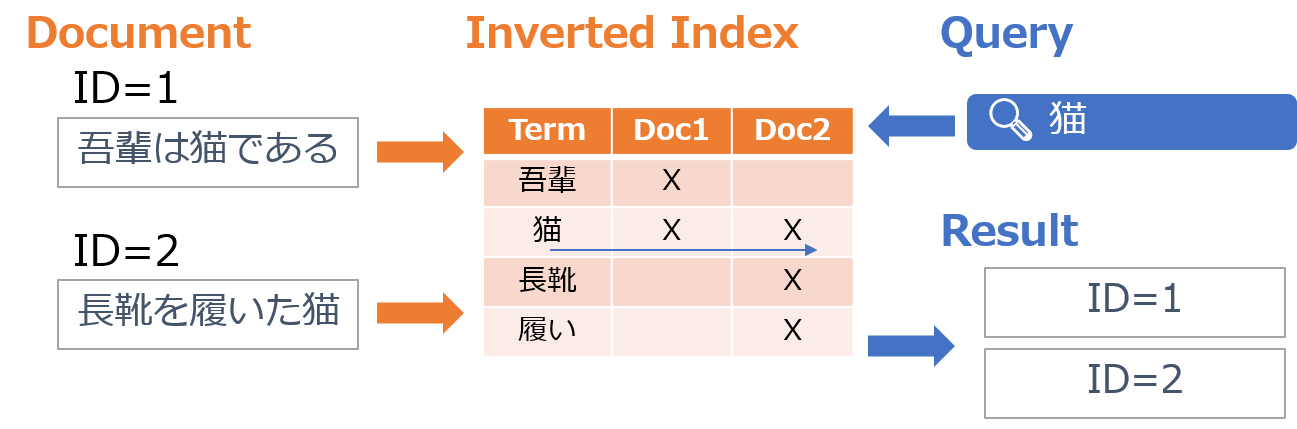 Document
ID=1
吾輩は猫である
ID=2
長靴を履いた猫
Inverted Index
Term Doc1 Doc2
吾輩 X
猫 X X
長靴 X
履い X
Query
猫
Result
ID=1
ID=2